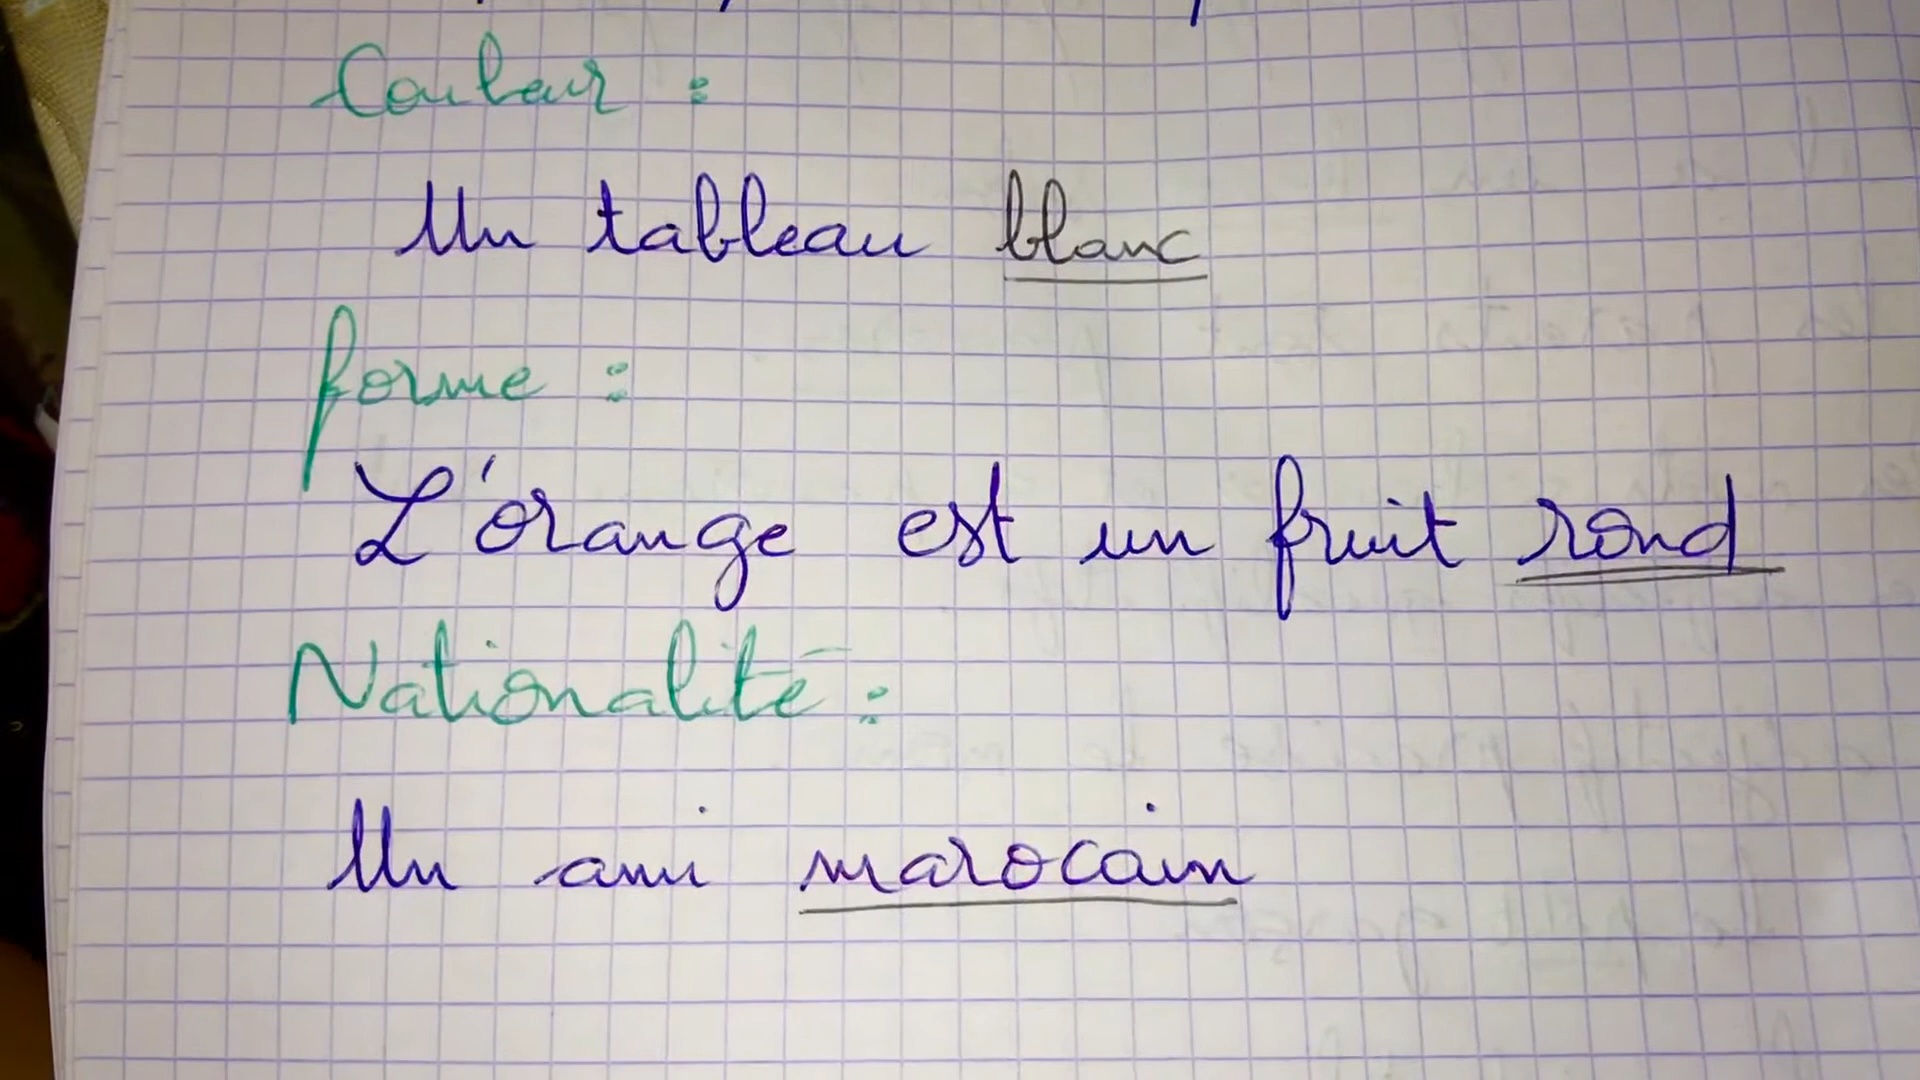 Couleur :
Un tableau blanc
forme :
L'orange est un fruit rond
Nationalité :
Un ami marocain